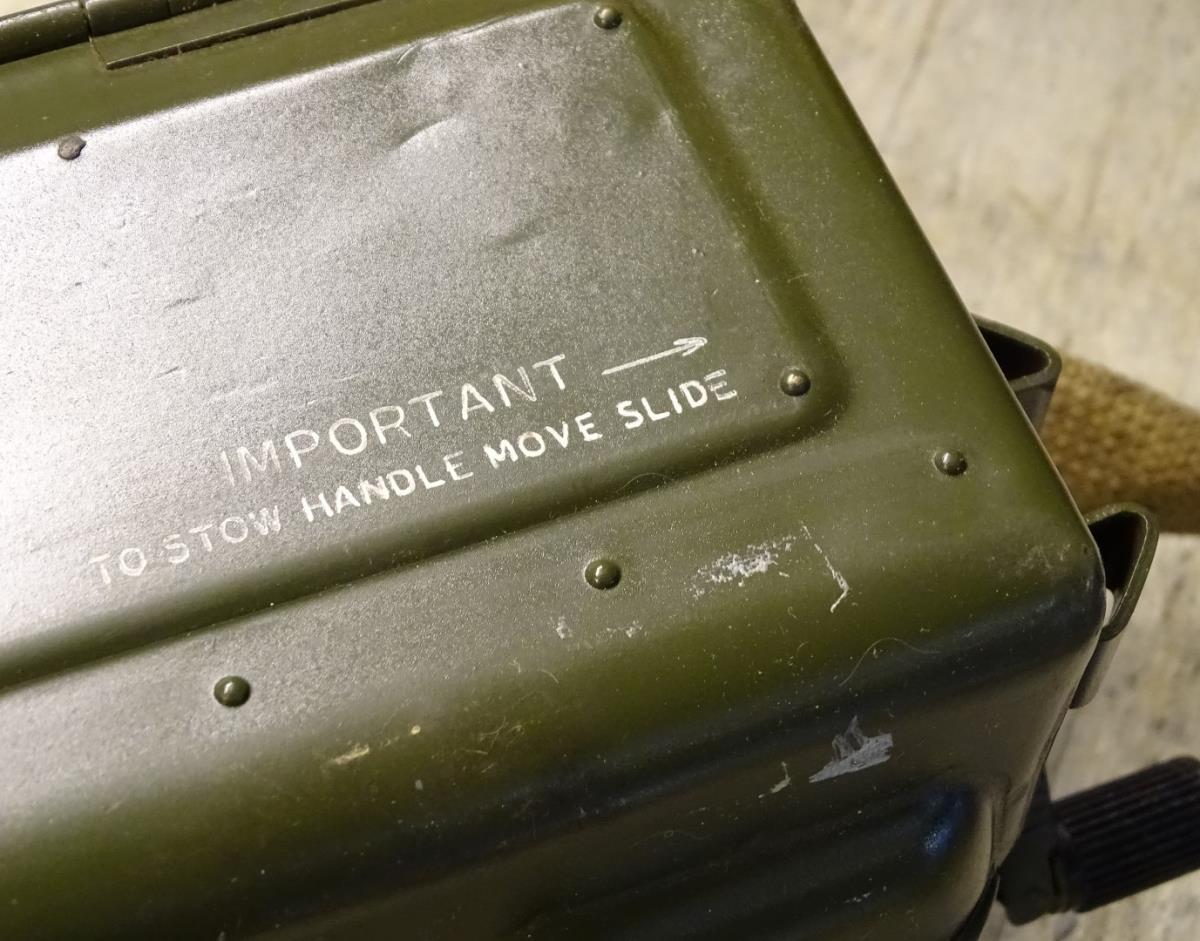 IMPORTANT →
TO STOW HANDLE MOVE SLIDE